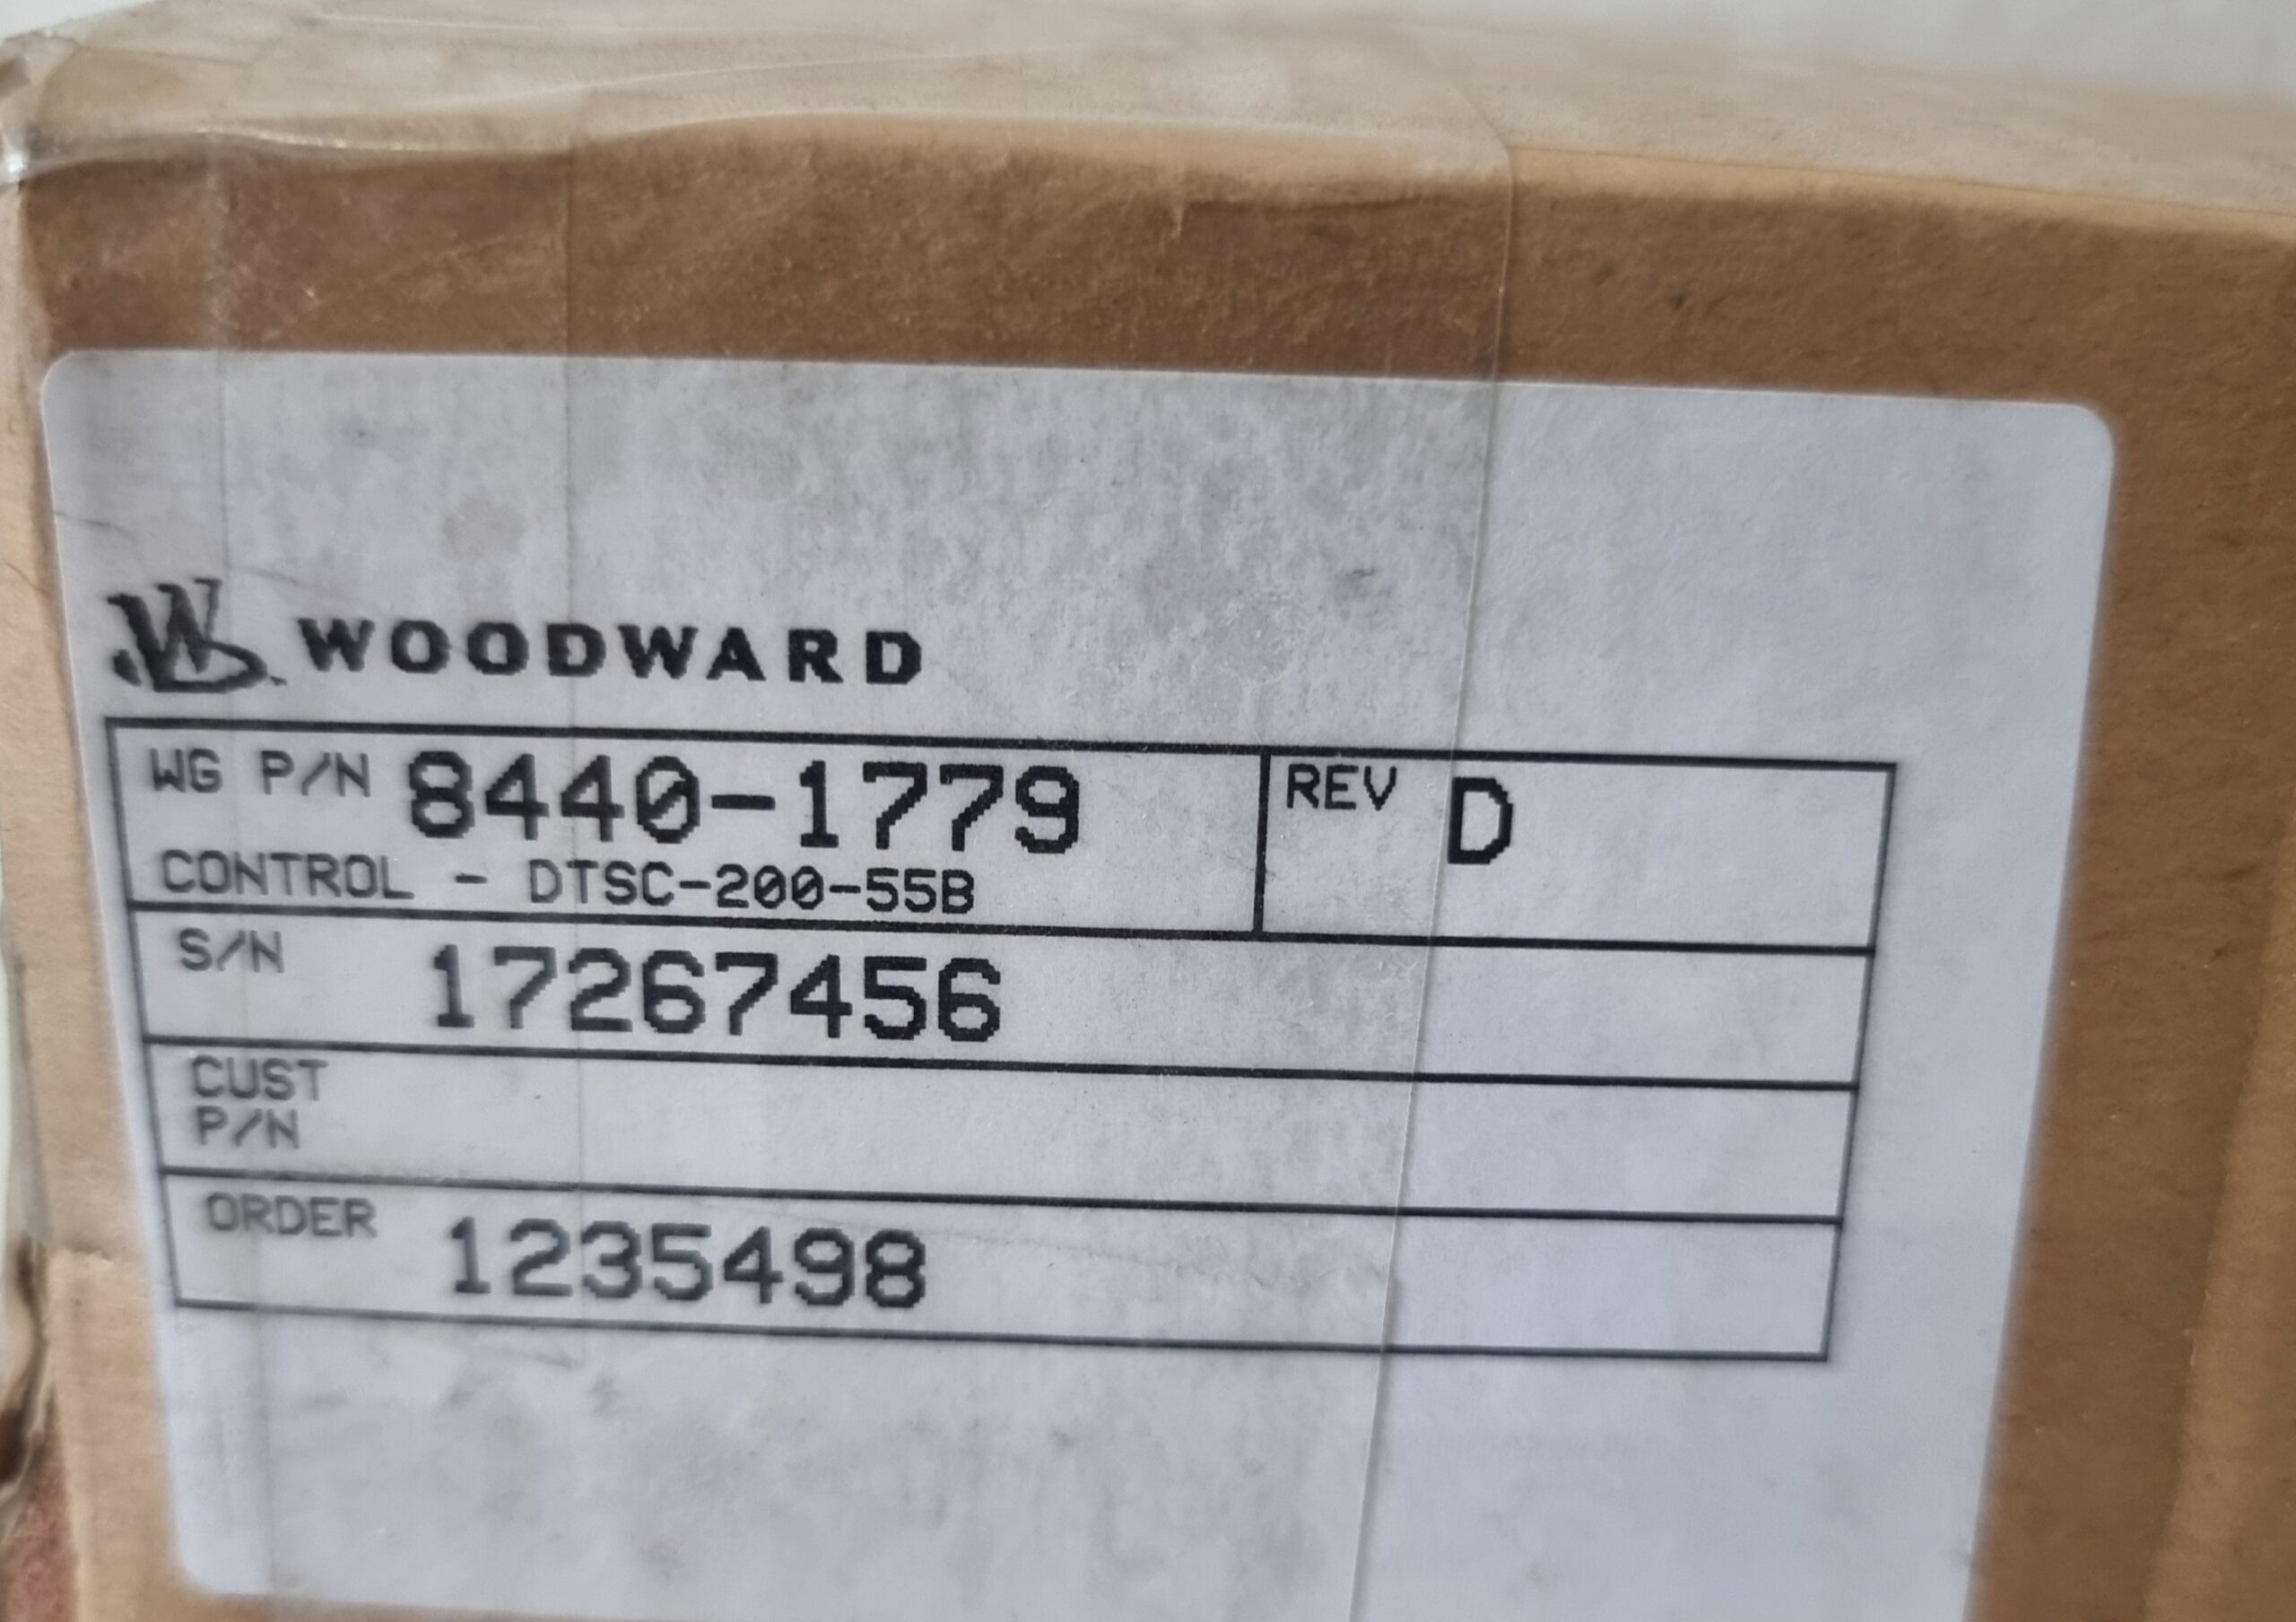 WOODWARD
WG P/N 8440-1779 REV D
CONTROL - DTSC-200-55B
S/N 17267456
CUST
P/N
ORDER 1235498